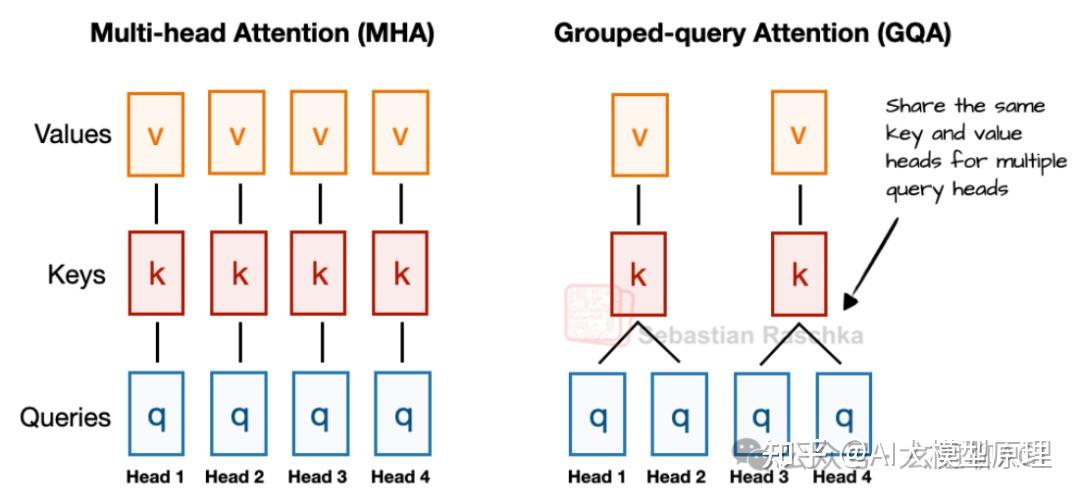 Multi-head Attention (MHA)
Grouped-query Attention (GQA)
Values
v v v v
v v
Share the same
key and value
heads for multiple
query heads
Keys
k k k k
k k
Sebastian Raschka
Queries
q q q q
q q q q
Head 1 Head 2 Head 3 Head 4
Head 1 Head 2 Head 3 Head 4
知乎 @AI大模型原理